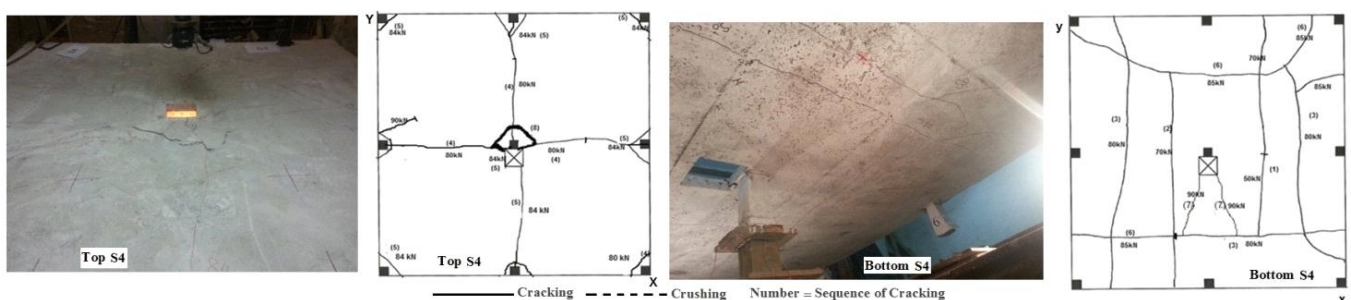 Top S4
Y
(5)
84kN
84kN
(5)
(5)
84kN
(4)
80kN
90kN
(8)
(4)
80kN
84kN
(5)
80kN
(4)
(5)
84kN
(5)
84 kN
(5)
84 kN
80 kN
(4)
Top S4
X
6
Bottom S4
y
(6)
85kN
70kN
(6)
85kN
85kN
(3)
80kN
(2)
70kN
(3)
80kN
(1)
50kN
90kN
(7)
(7)
90kN
(6)
85kN
(3)
80kN
Bottom S4
x
Cracking
Crushing
Number = Sequence of Cracking